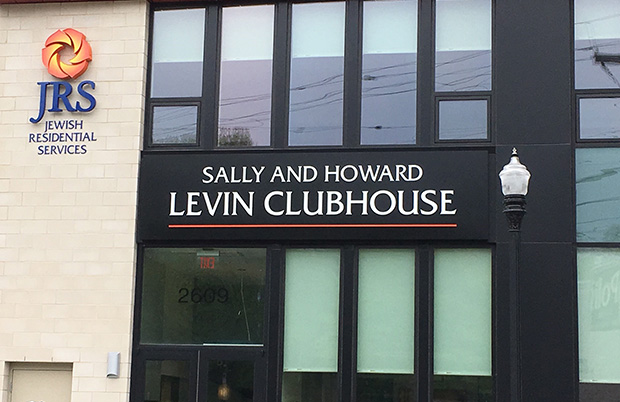 JRS
JEWISH
RESIDENTIAL
SERVICES
SALLY AND HOWARD
LEVIN CLUBHOUSE
2609